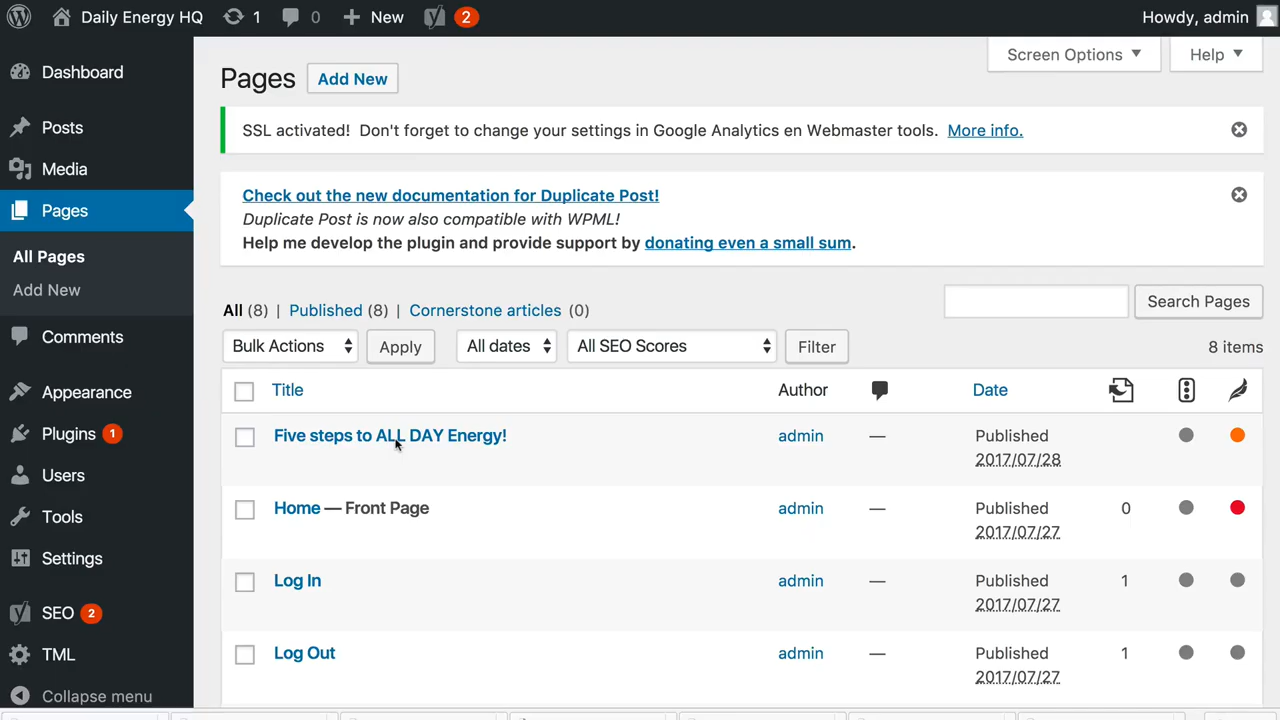 Daily Energy HQ 1 0 New 2 Howdy, admin
Screen Options Help
Dashboard
Posts
Media
Pages
All Pages
Add New
Comments
Appearance
Plugins 1
Users
Tools
Settings
SEO 2
TML
Collapse menu
Pages Add New
SSL activated! Don't forget to change your settings in Google Analytics en Webmaster tools. More info.
Check out the new documentation for Duplicate Post!
Duplicate Post is now also compatible with WPML!
Help me develop the plugin and provide support by donating even a small sum.
All (8) | Published (8) | Cornerstone articles (0)
Search Pages
Bulk Actions Apply All dates All SEO Scores Filter 8 items
Title Author Date
Five steps to ALL DAY Energy! admin — Published
2017/07/28
Home — Front Page admin — Published 0
2017/07/27
Log In admin — Published 1
2017/07/27
Log Out admin — Published 1
2017/07/27